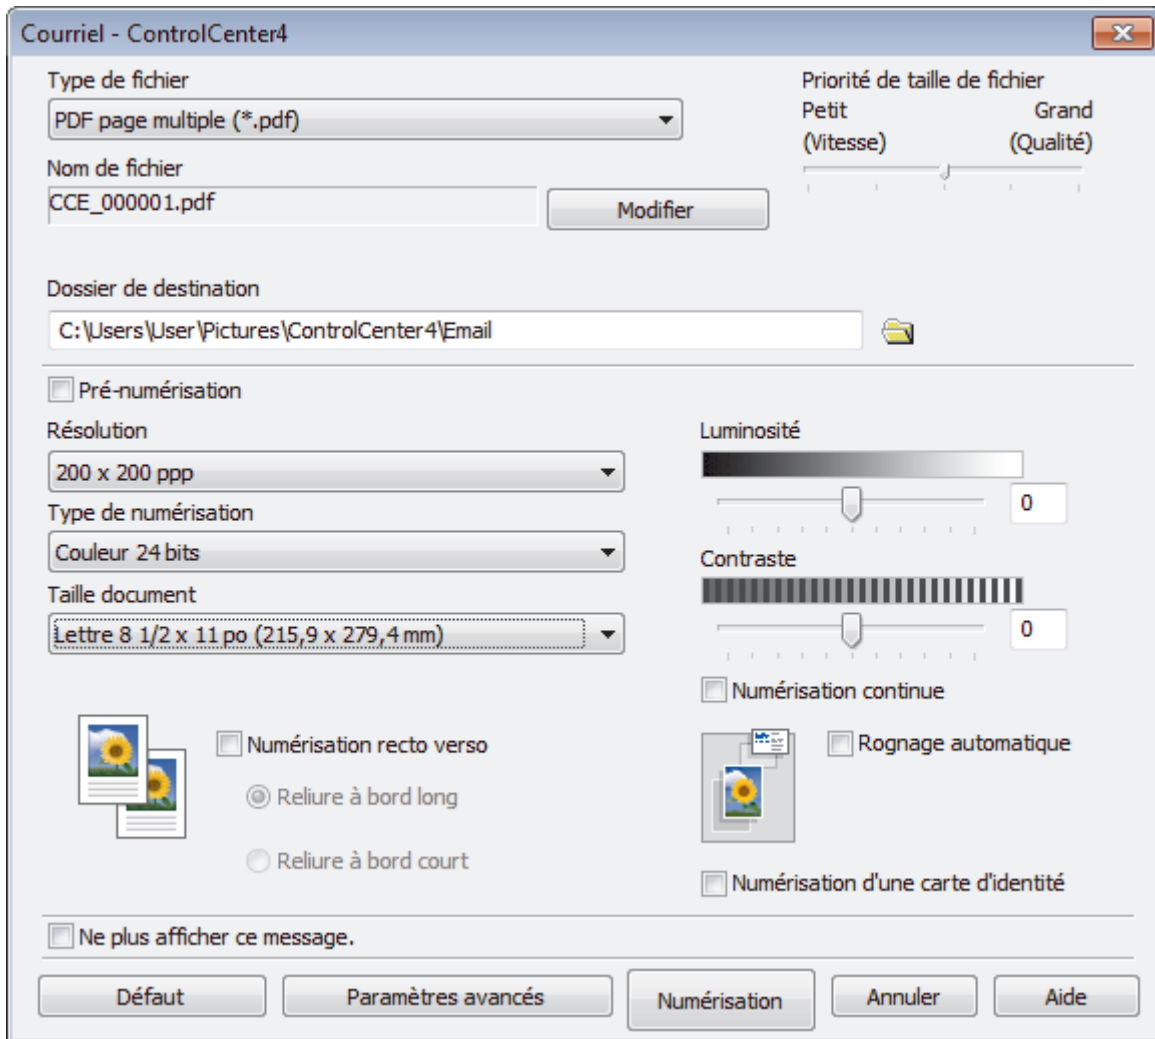 Courriel - ControlCenter4
Type de fichier
PDF page multiple (*.pdf)
Priorité de taille de fichier
Petit Grand
(Vitesse) (Qualité)
Nom de fichier
CCE_000001.pdf
Modifier
Dossier de destination
C:\Users\User\Pictures\ControlCenter4\Email
Pré-numérisation
Résolution
200 x 200 ppp
Type de numérisation
Couleur 24 bits
Taille document
Lettre 8 1/2 x 11 po (215,9 x 279,4 mm)
Luminosité
0
Contraste
0
Numérisation continue
Numérisation recto verso
Reliure à bord long
Reliure à bord court
Rognage automatique
Numérisation d'une carte d'identité
Ne plus afficher ce message.
Défaut Paramètres avancés Numérisation Annuler Aide